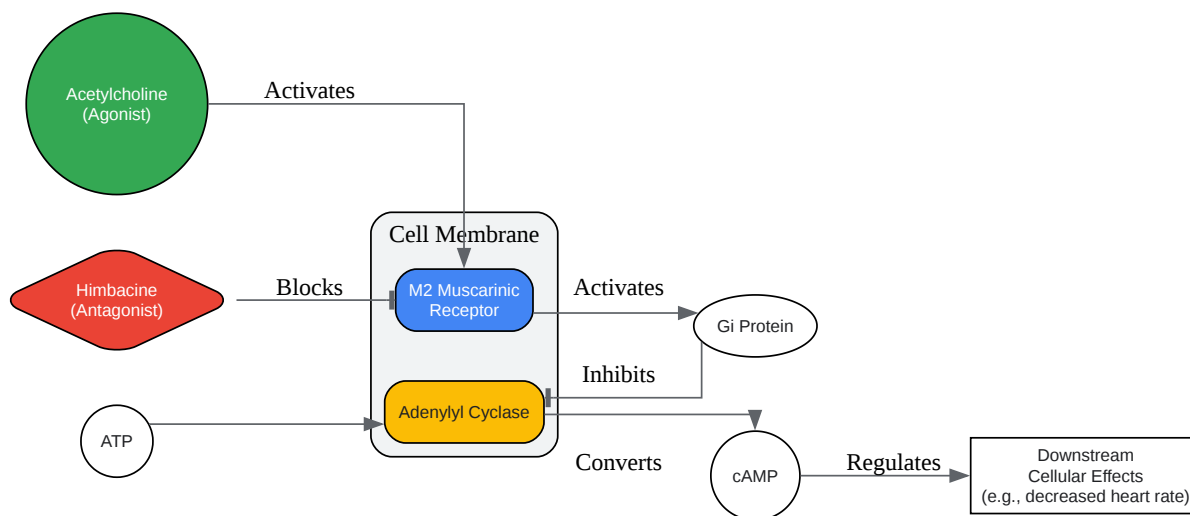 Acetylcholine
(Agonist)
Activates
Cell Membrane
Himbacine
(Antagonist)
Blocks
M2 Muscarinic
Receptor
Activates
Gi Protein
Inhibits
ATP
Adenylyl Cyclase
Converts
cAMP
Regulates
Downstream
Cellular Effects
(e.g., decreased heart rate)